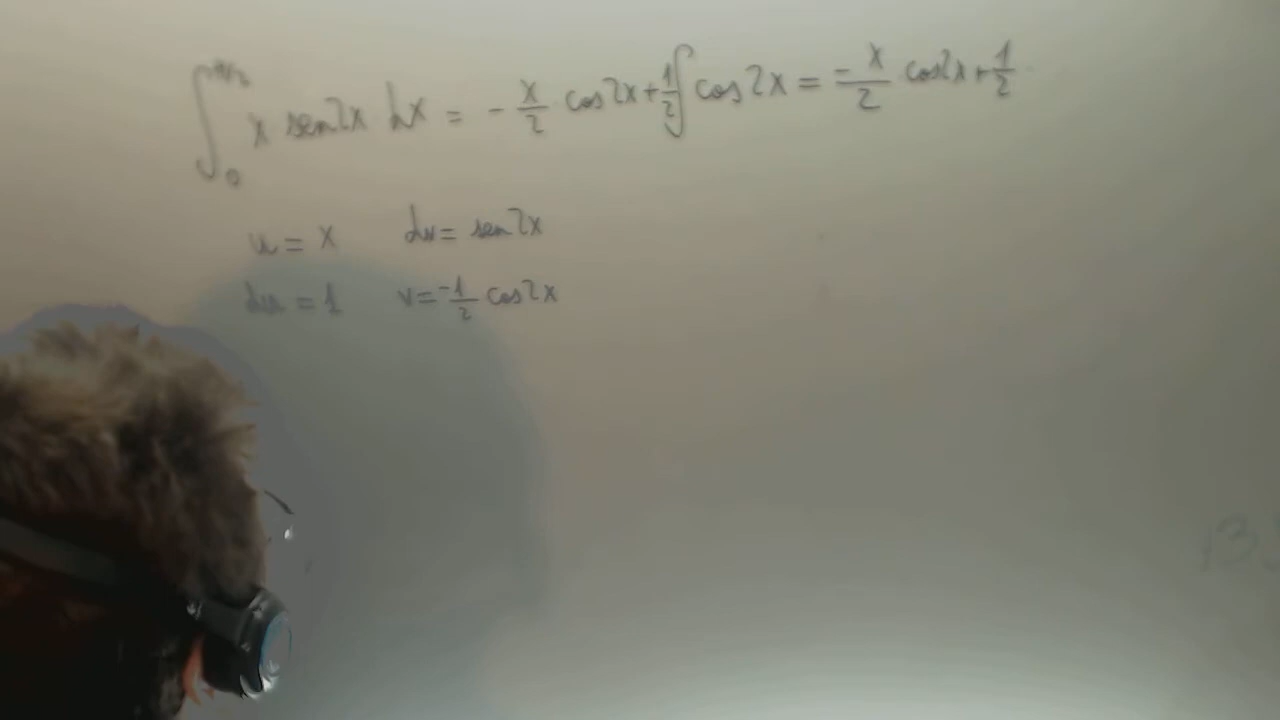 ∫₀^{π/2} x sen2x dx = - x/2 cos2x + 1/2 ∫ cos2x = -x/2 cos2x + 1/2
u = x dv = sen2x
du = 1 v = -1/2 cos2x
13